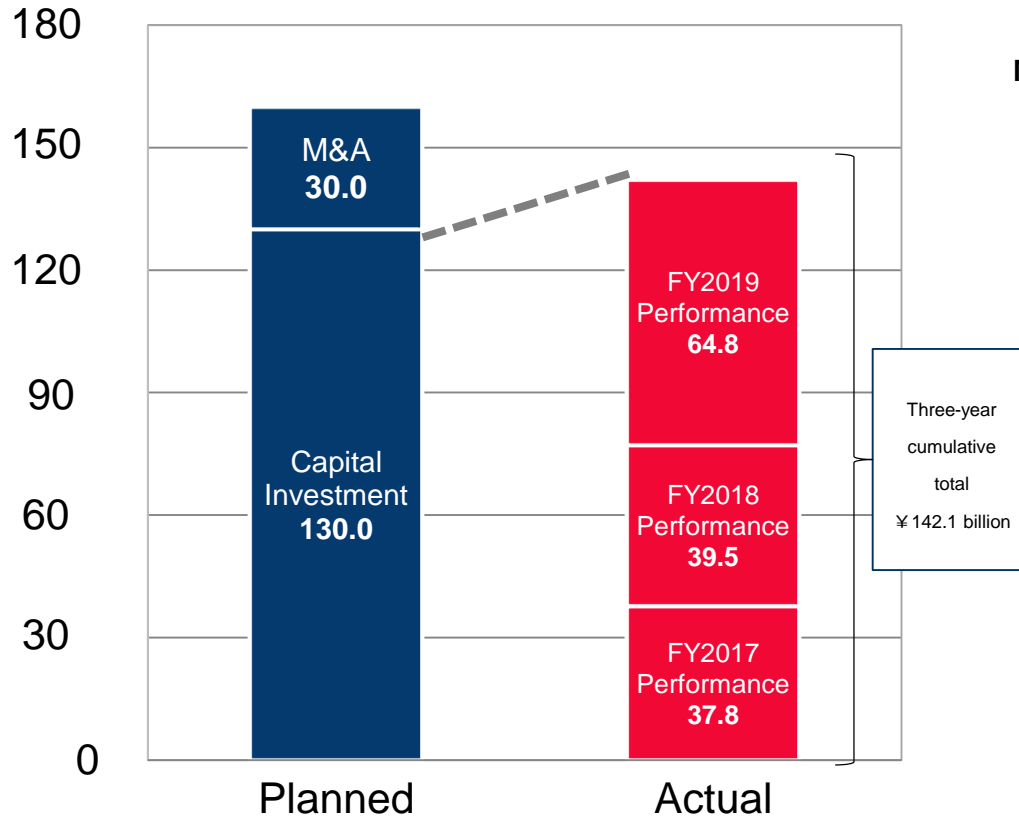 180
150
120
90
60
30
0
M&A
30.0
Capital
Investment
130.0
FY2019
Performance
64.8
FY2018
Performance
39.5
FY2017
Performance
37.8
Three-year
cumulative
total
¥142.1 billion
Planned
Actual